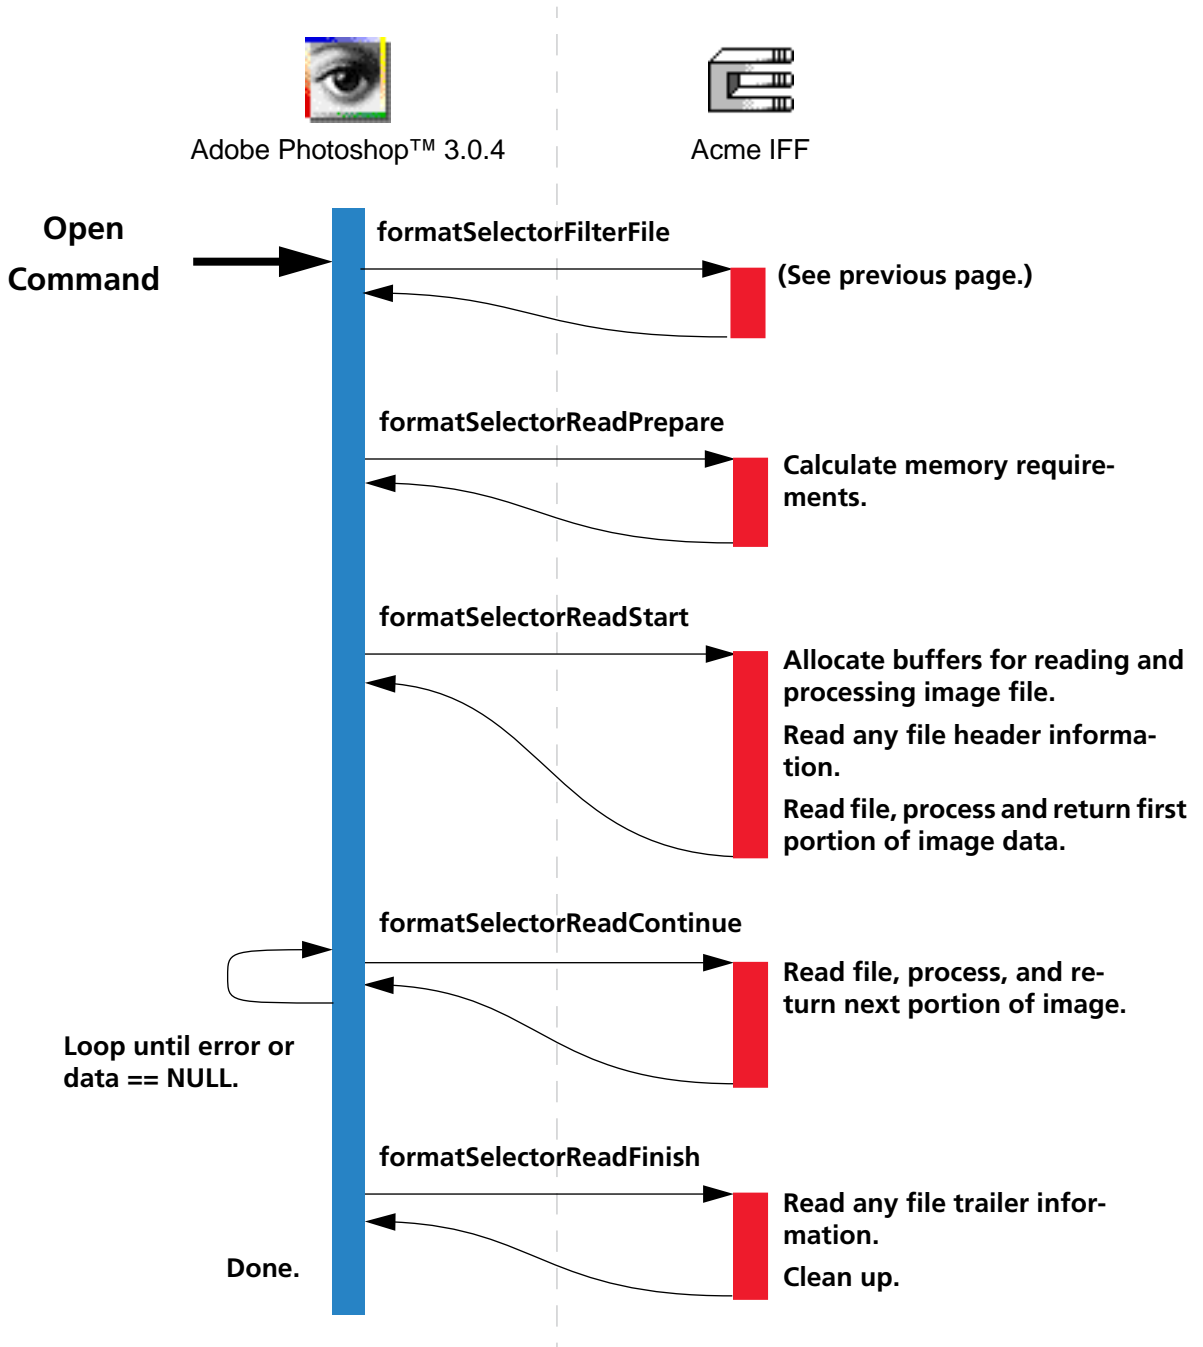 Adobe Photoshop™ 3.0.4
Acme IFF
Open
Command
formatSelectorFilterFile
(See previous page.)
formatSelectorReadPrepare
Calculate memory require-
ments.
formatSelectorReadStart
Allocate buffers for reading and
processing image file.
Read any file header informa-
tion.
Read file, process and return first
portion of image data.
formatSelectorReadContinue
Read file, process, and re-
turn next portion of image.
Loop until error or
data == NULL.
formatSelectorReadFinish
Read any file trailer infor-
mation.
Clean up.
Done.